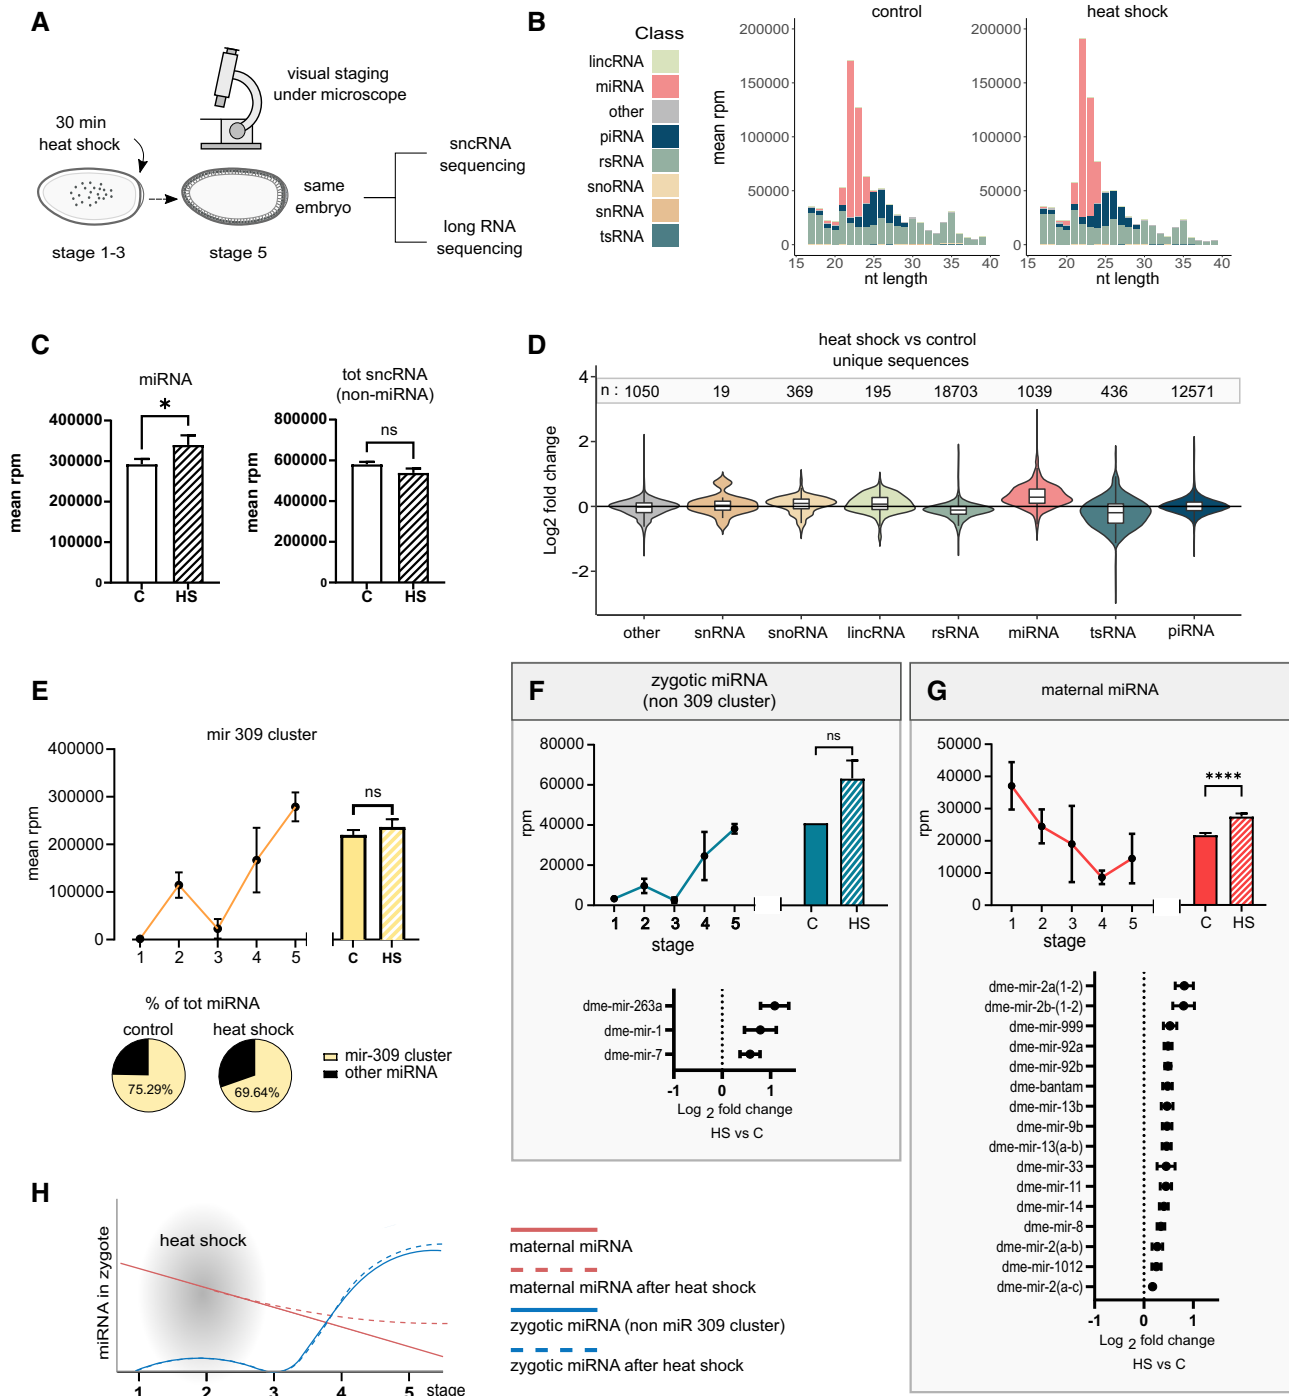 A
30 min
heat shock
visual staging
under microscope
same
embryo
sncRNA
sequencing
long RNA
sequencing
stage 1-3
stage 5
B
Class
lincRNA
miRNA
other
piRNA
rsRNA
snoRNA
snRNA
tsRNA
control
heat shock
mean rpm
200000
150000
100000
50000
0
15 20 25 30 35 40
nt length
200000
150000
100000
50000
0
15 20 25 30 35 40
nt length
C
miRNA
*
mean rpm
400000
300000
200000
100000
0
C HS
tot sncRNA
(non-miRNA)
ns
mean rpm
800000
600000
400000
200000
0
C HS
D
heat shock vs control
unique sequences
n : 1050 19 369 195 18703 1039 436 12571
Log2 fold change
4
2
0
-2
other snRNA snoRNA lincRNA rsRNA miRNA tsRNA piRNA
E
mir 309 cluster
mean rpm
400000
300000
200000
100000
0
1 2 3 4 5
ns
C HS
% of tot miRNA
control heat shock
75.29%
69.64%
mir-309 cluster
other miRNA
F
zygotic miRNA
(non 309 cluster)
rpm
80000
60000
40000
20000
0
1 2 3 4 5
stage
ns
C HS
dme-mir-263a
dme-mir-1
dme-mir-7
-1 0 1
Log 2 fold change
HS vs C
G
maternal miRNA
rpm
50000
40000
30000
20000
10000
0
1 2 3 4 5
stage
****
C HS
dme-mir-2a(1-2)
dme-mir-2b-(1-2)
dme-mir-999
dme-mir-92a
dme-mir-92b
dme-bantam
dme-mir-13b
dme-mir-9b
dme-mir-13(a-b)
dme-mir-33
dme-mir-11
dme-mir-14
dme-mir-8
dme-mir-2(a-b)
dme-mir-1012
dme-mir-2(a-c)
-1 0 1
Log 2 fold change
HS vs C
H
miRNA in zygote
heat shock
1 2 3 4 5 stage
maternal miRNA
maternal miRNA after heat shock
zygotic miRNA (non miR 309 cluster)
zygotic miRNA after heat shock